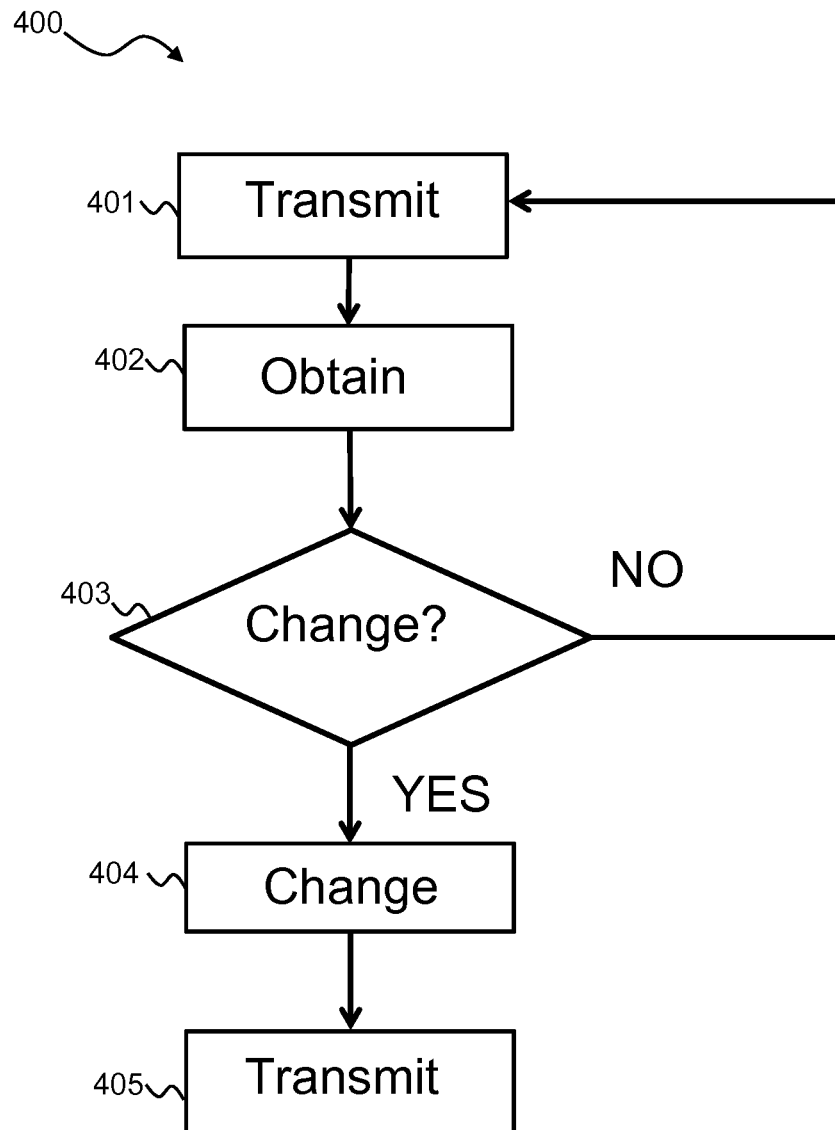 400
401
Transmit
402
Obtain
403
Change?
NO
YES
404
Change
405
Transmit